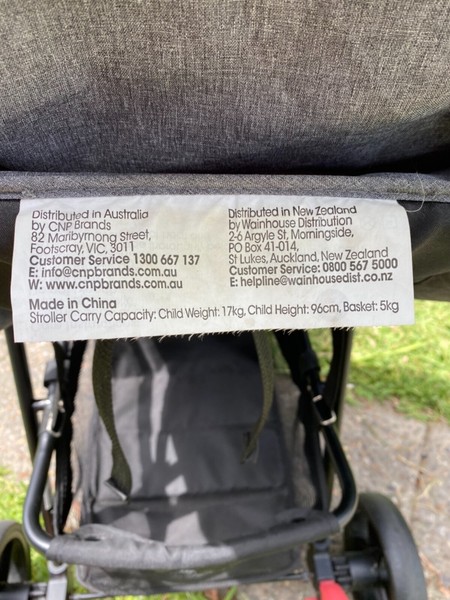 Distributed in Australia
by CNP Brands
82 Maribyrnong Street,
Footscray, VIC, 3011
Customer Service 1300 667 137
E: info@cnpbrands.com.au
W: www.cnpbrands.com.au
Distributed in New Zealand
by Wainhouse Distribution
2-6 Argyle St, Morningside,
PO Box 41-014,
St Lukes, Auckland, New Zealand
Customer Service: 0800 567 5000
E: helpline@wainhousedist.co.nz
Made in China
Stroller Carry Capacity: Child Weight: 17kg, Child Height: 96cm, Basket: 5kg